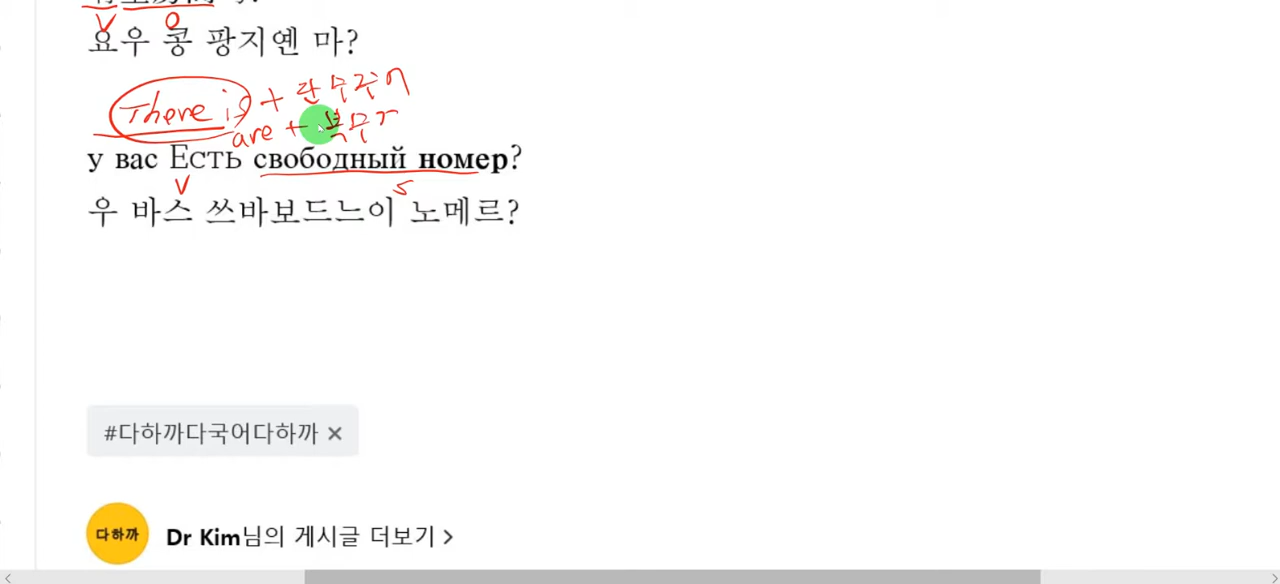 V O
요우 콩 팡지옌 마?
There is + 단수주어
are + 복수
у вас Есть свободный номер?
V S
우 바스 쓰바보드느이 노메르?
#다하까다국어다하까 ×
다하까 Dr Kim님의 게시글 더보기 >